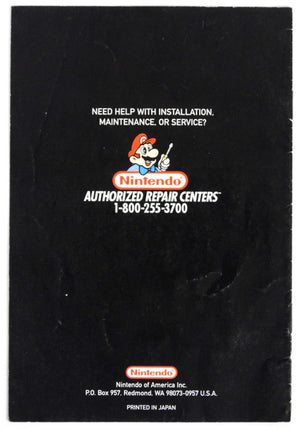 NEED HELP WITH INSTALLATION,
MAINTENANCE, OR SERVICE?
Nintendo
AUTHORIZED REPAIR CENTERS™
1-800-255-3700
Nintendo
Nintendo of America Inc.
P.O. Box 957, Redmond, WA 98073-0957 U.S.A.
PRINTED IN JAPAN